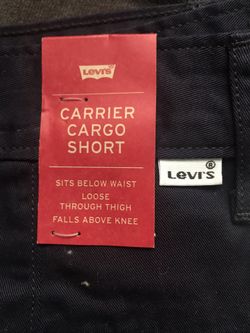 Levi's
CARRIER
CARGO
SHORT
SITS BELOW WAIST
LOOSE
THROUGH THIGH
FALLS ABOVE KNEE
®
Levi's